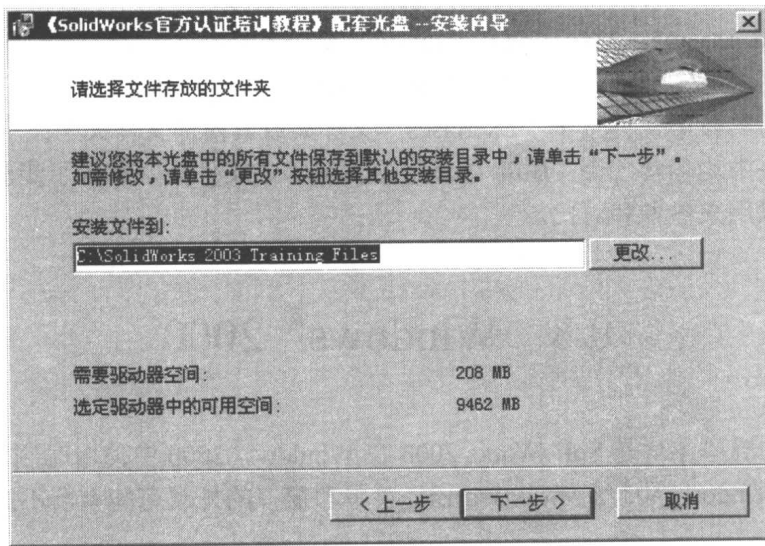 《SolidWorks官方认证培训教程》配套光盘--安装向导
请选择文件存放的文件夹
建议您将本光盘中的所有文件保存到默认的安装目录中，请单击“下一步”。
如需修改，请单击“更改”按钮选择其他安装目录。
安装文件到:
C:\SolidWorks 2003 Training Files
更改...
需要驱动器空间:
208 MB
选定驱动器中的可用空间:
9462 MB
<上一步
下一步>
取消